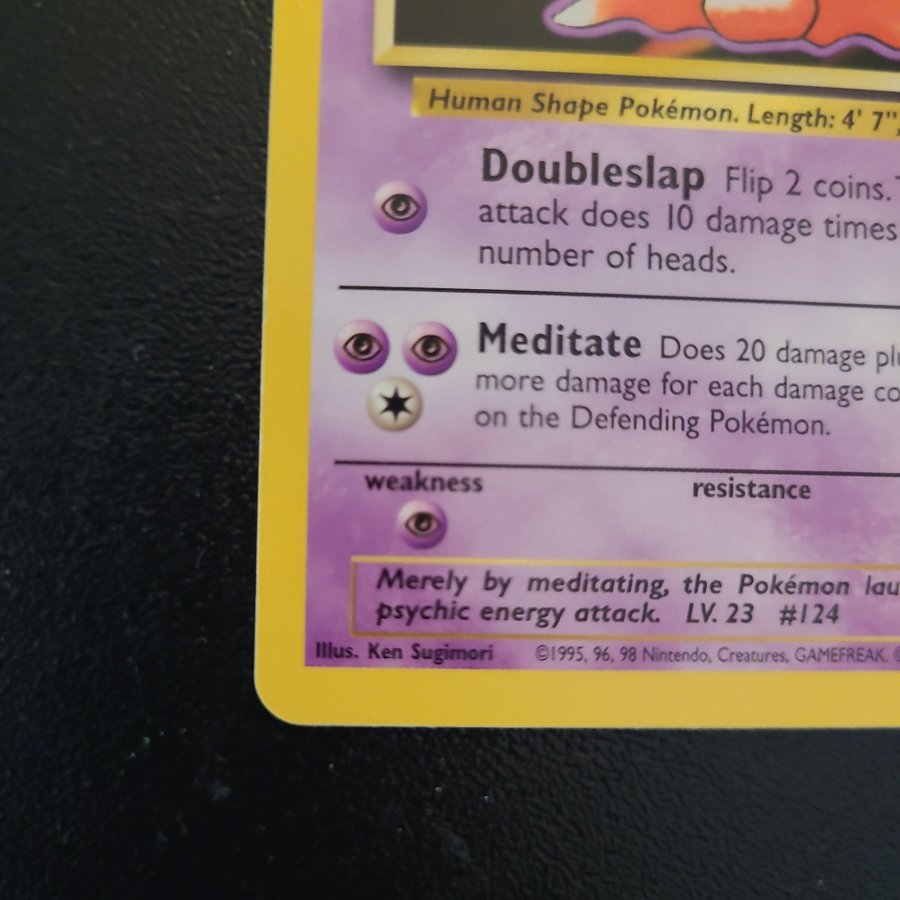 Human Shape Pokémon. Length: 4' 7",
Doubleslap Flip 2 coins.
attack does 10 damage times
number of heads.
Meditate Does 20 damage
more damage for each damage
on the Defending Pokémon.
weakness resistance
Merely by meditating, the Pokémon
psychic energy attack. LV. 23 #124
Illus. Ken Sugimori ©1995, 96, 98 Nintendo, Creatures, GAMEFREAK.